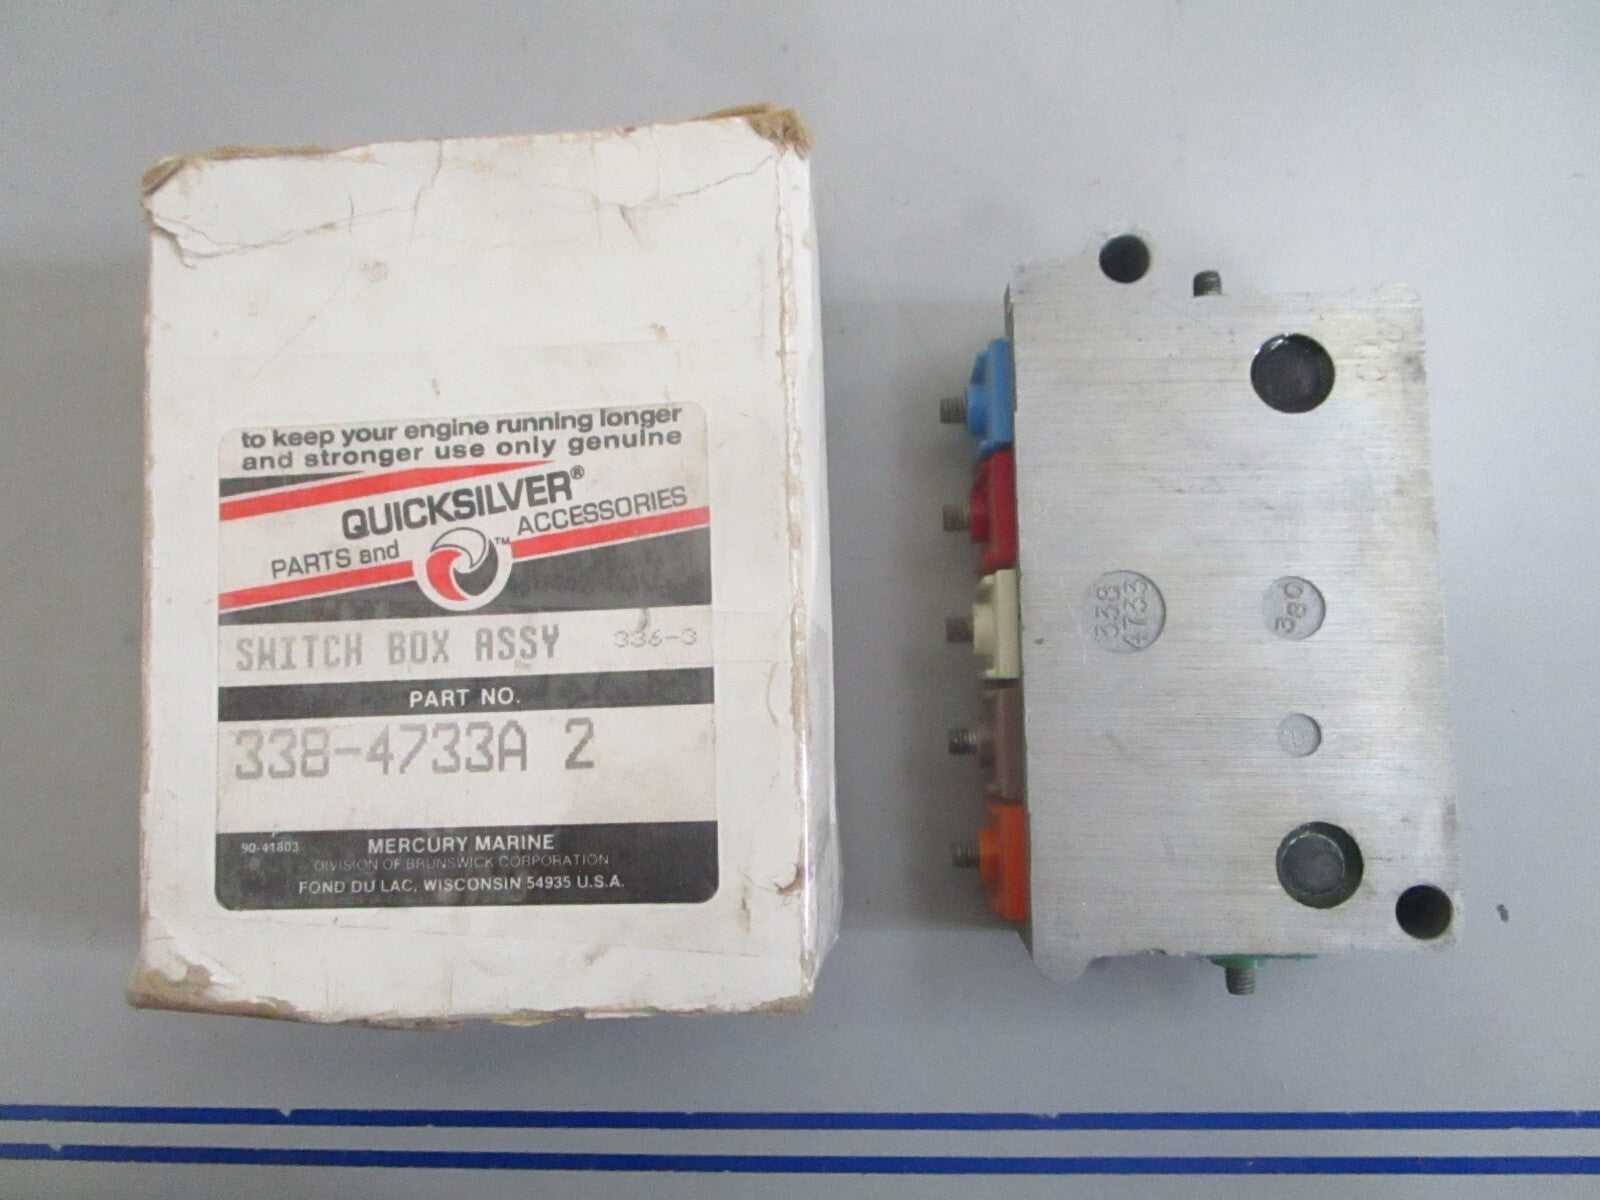 to keep your engine running longer
and stronger use only genuine
QUICKSILVER®
PARTS and ACCESSORIES
TM
SWITCH BOX ASSY 336-3
PART NO.
338-4733A 2
90-41803 MERCURY MARINE
DIVISION OF BRUNSWICK CORPORATION
FOND DU LAC, WISCONSIN 54935 U.S.A.
338
4733
380